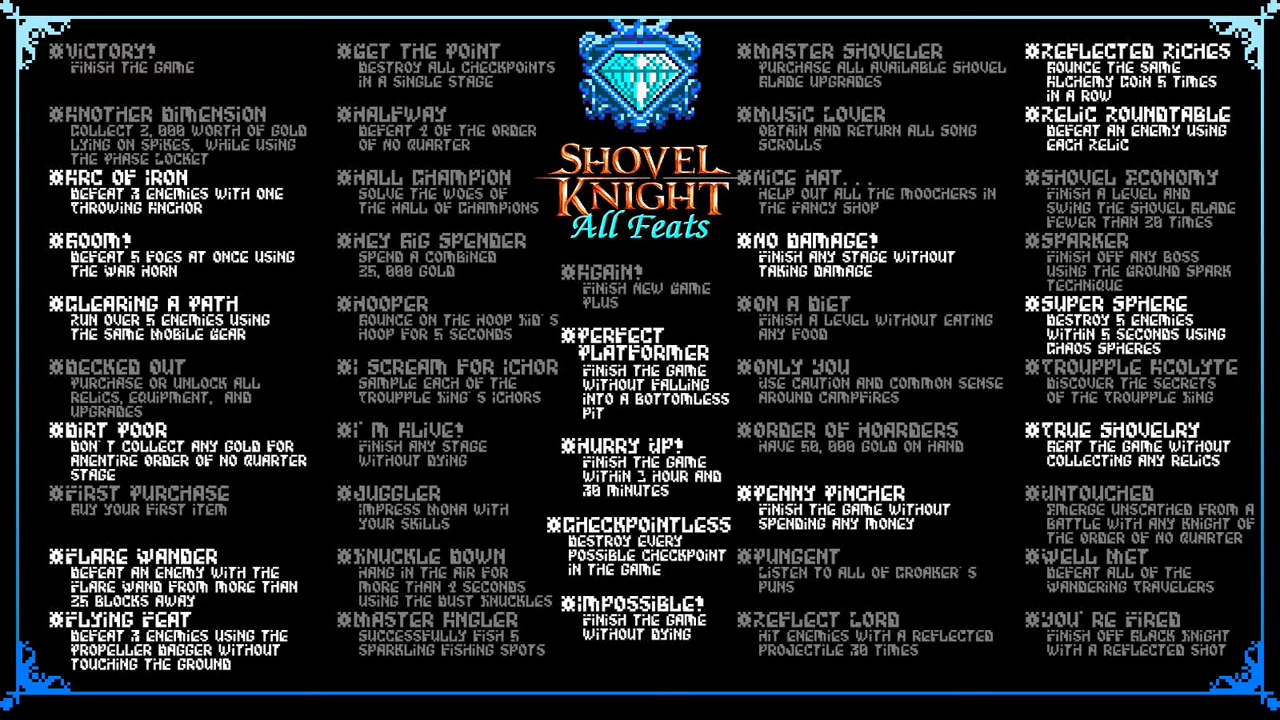 VICTORY!
FINISH THE GAME
ANOTHER DIMENSION
COLLECT 3,000 WORTH OF GOLD
LYING ON SPIKES, WHILE USING
THE PHASE LOCKET
ARC OF IRON
DEFEAT 3 ENEMIES WITH ONE
THROWING ANCHOR
BOOM!
DEFEAT 5 FOES AT ONCE USING
THE WAR HORN
CLEARING A PATH
RUN OVER 5 ENEMIES USING
THE SAME MOBILE GEAR
DECKED OUT
PURCHASE OR UNLOCK ALL
RELICS, EQUIPMENT, AND
UPGRADES
DIRT POOR
DON'T COLLECT ANY GOLD FOR
ANENTIRE ORDER OF NO QUARTER
STAGE
FIRST PURCHASE
BUY YOUR FIRST ITEM
FLARE WANDER
DEFEAT AN ENEMY WITH THE
FLARE WAND FROM MORE THAN
25 BLOCKS AWAY
FLYING FEAT
DEFEAT 3 ENEMIES USING THE
PROPELLER DAGGER WITHOUT
TOUCHING THE GROUND
GET THE POINT
DESTROY ALL CHECKPOINTS
IN A SINGLE STAGE
HALFWAY
DEFEAT 4 OF THE ORDER
OF NO QUARTER
HALL CHAMPION
SOLVE THE WOES OF
THE HALL OF CHAMPIONS
HEY BIG SPENDER
SPEND A COMBINED
25,000 GOLD
HOOPER
BOUNCE ON THE HOOP KID'S
HOOP FOR 5 SECONDS
I SCREAM FOR ICHOR
SAMPLE EACH OF THE
TROUPPLE KING'S ICHORS
I'M ALIVE!
FINISH ANY STAGE
WITHOUT DYING
JUGGLER
IMPRESS MONA WITH
YOUR SKILLS
KNUCKLE DOWN
HANG IN THE AIR FOR
MORE THAN 4 SECONDS
USING THE DUST KNUCKLES
MASTER ANGLER
SUCCESSFULLY FISH 5
SPARKLING FISHING SPOTS
SHOVEL
KNIGHT
All Feats
AGAIN!
FINISH NEW GAME
PLUS
PERFECT
PLATFORMER
FINISH THE GAME
WITHOUT FALLING
INTO A BOTTOMLESS
PIT
HURRY UP!
FINISH THE GAME
WITHIN 1 HOUR AND
30 MINUTES
CHECKPOINTLESS
DESTROY EVERY
POSSIBLE CHECKPOINT
IN THE GAME
IMPOSSIBLE!
FINISH THE GAME
WITHOUT DYING
MASTER SHOVELER
PURCHASE ALL AVAILABLE SHOVEL
BLADE UPGRADES
MUSIC LOVER
OBTAIN AND RETURN ALL SONG
SCROLLS
NICE HAT...
HELP OUT ALL THE MOOCHERS IN
THE FANCY SHOP
NO DAMAGE!
FINISH ANY STAGE WITHOUT
TAKING DAMAGE
ON A DIET
FINISH A LEVEL WITHOUT EATING
ANY FOOD
ONLY YOU
USE CAUTION AND COMMON SENSE
AROUND CAMPFIRES
ORDER OF HOARDERS
HAVE 50,000 GOLD ON HAND
PENNY PINCHER
FINISH THE GAME WITHOUT
SPENDING ANY MONEY
PUNGENT
LISTEN TO ALL OF CROAKER'S
PUNS
REFLECT LORD
HIT ENEMIES WITH A REFLECTED
PROJECTILE 30 TIMES
REFLECTED RICHES
BOUNCE THE SAME
ALCHEMY COIN 5 TIMES
IN A ROW
RELIC ROUNDTABLE
DEFEAT AN ENEMY USING
EACH RELIC
SHOVEL ECONOMY
FINISH A LEVEL AND
SWING THE SHOVEL BLADE
FEWER THAN 20 TIMES
SPARKER
FINISH OFF ANY BOSS
USING THE GROUND SPARK
TECHNIQUE
SUPER SPHERE
DESTROY 5 ENEMIES
WITHIN 5 SECONDS USING
CHAOS SPHERES
TROUPPLE ACOLYTE
DISCOVER THE SECRETS
OF THE TROUPPLE KING
TRUE SHOVELRY
BEAT THE GAME WITHOUT
COLLECTING ANY RELICS
UNTOUCHED
EMERGE UNSCATHED FROM A
BATTLE WITH ANY KNIGHT OF
THE ORDER OF NO QUARTER
WELL MET
DEFEAT ALL OF THE
WANDERING TRAVELERS
YOU'RE FIRED
FINISH OFF BLACK KNIGHT
WITH A REFLECTED SHOT